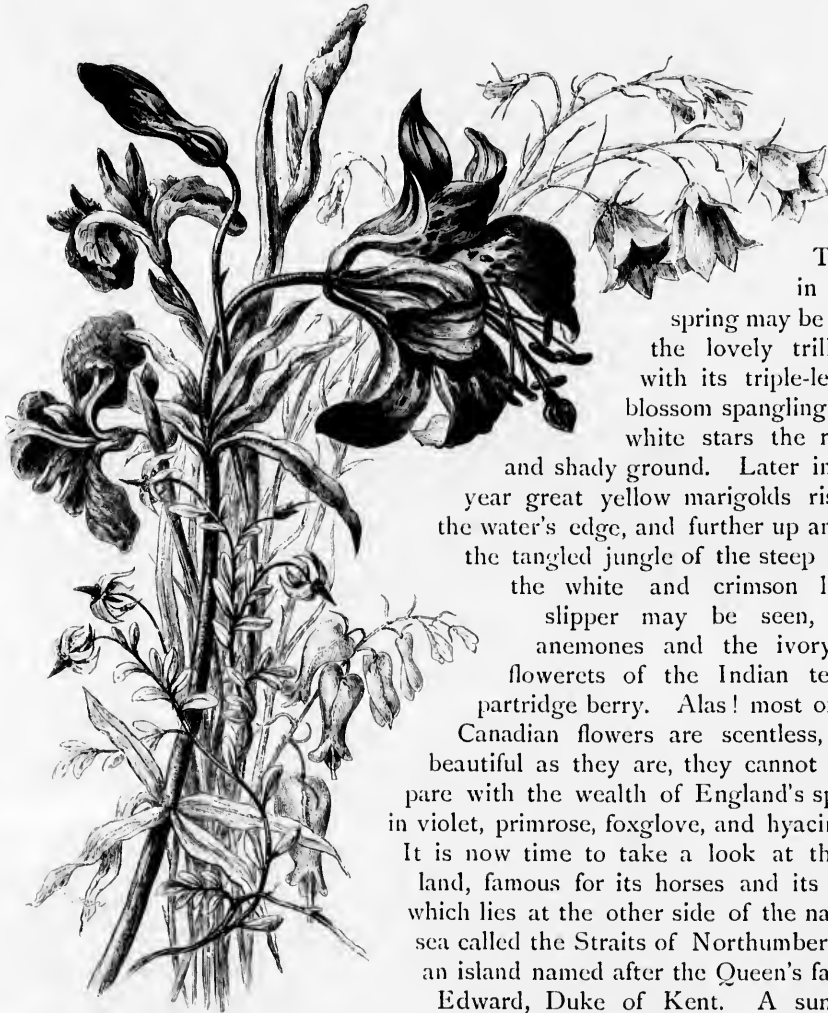 T
in
spring may be
the lovely trill
with its triple-le
blossom spangling
white stars the r
and shady ground. Later in
year great yellow marigolds ris
the water's edge, and further up an
the tangled jungle of the steep
the white and crimson l
slipper may be seen,
anemones and the ivory
flowerets of the Indian te
partridge berry. Alas! most o
Canadian flowers are scentless,
beautiful as they are, they cannot
pare with the wealth of England's sp
in violet, primrose, foxglove, and hyacin
It is now time to take a look at th
land, famous for its horses and its
which lies at the other side of the na
sea called the Straits of Northumber
an island named after the Queen's fa
Edward, Duke of Kent. A sum